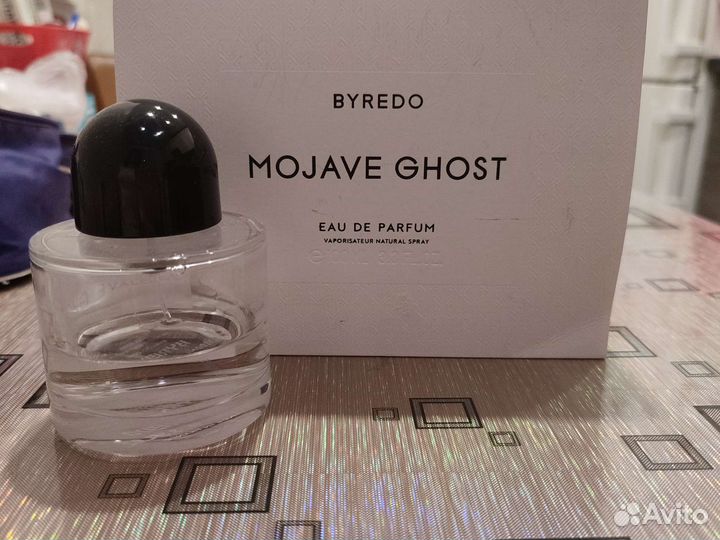 BYREDO
MOJAVE GHOST
EAU DE PARFUM
VAPORISATEUR NATURAL SPRAY
Avito